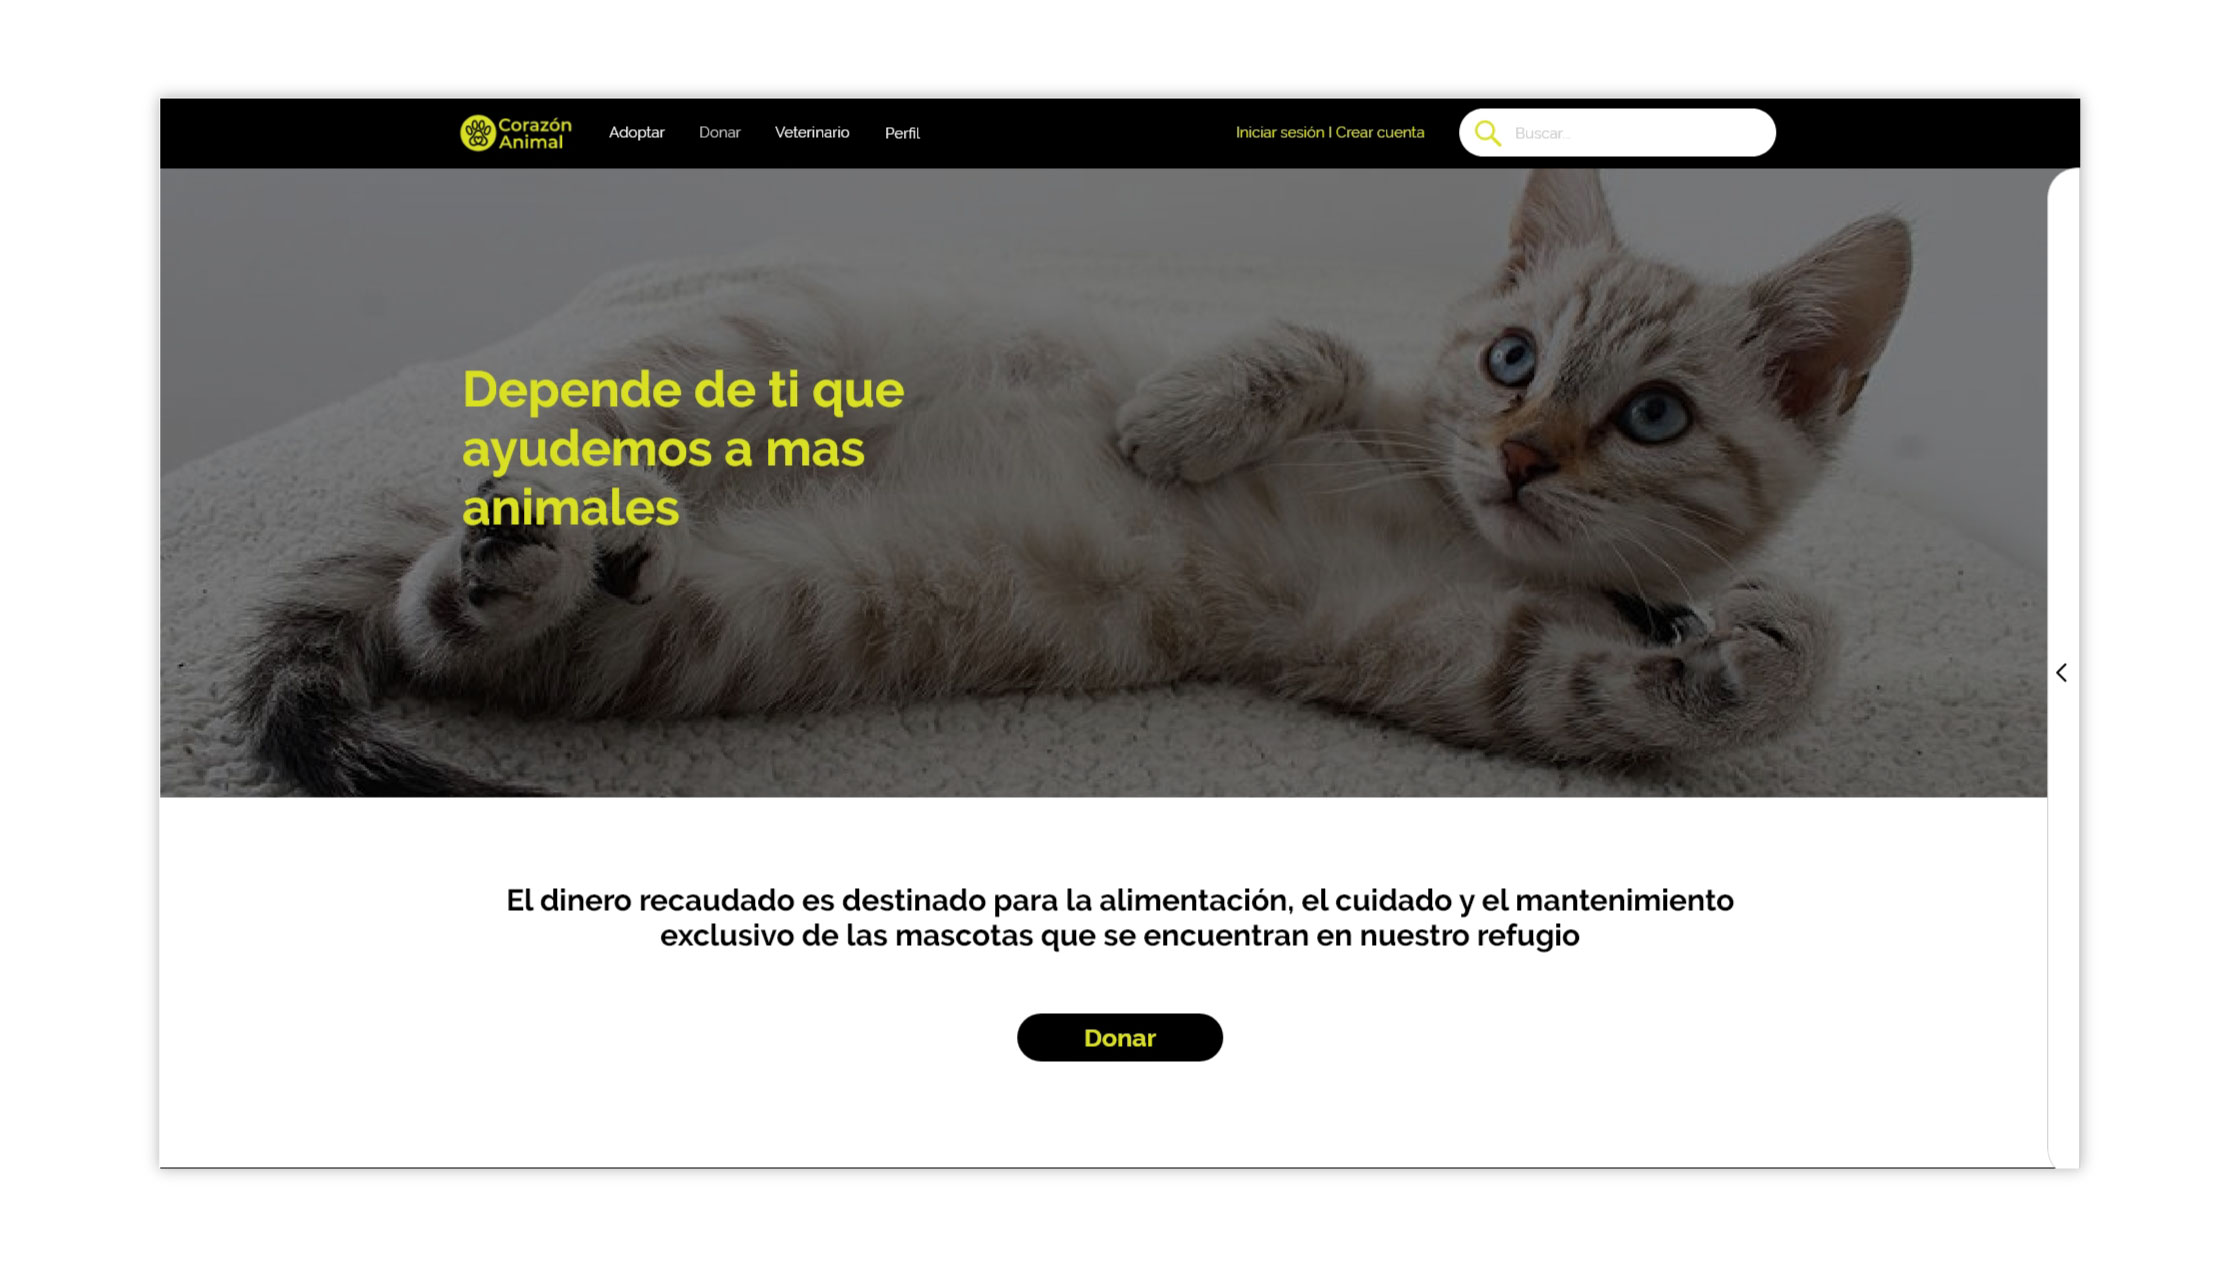 Corazón
Animal
Adoptar
Donar
Veterinario
Perfil
Iniciar sesión | Crear cuenta
Buscar...
Depende de ti que
ayudemos a mas
animales
El dinero recaudado es destinado para la alimentación, el cuidado y el mantenimiento
exclusivo de las mascotas que se encuentran en nuestro refugio
Donar